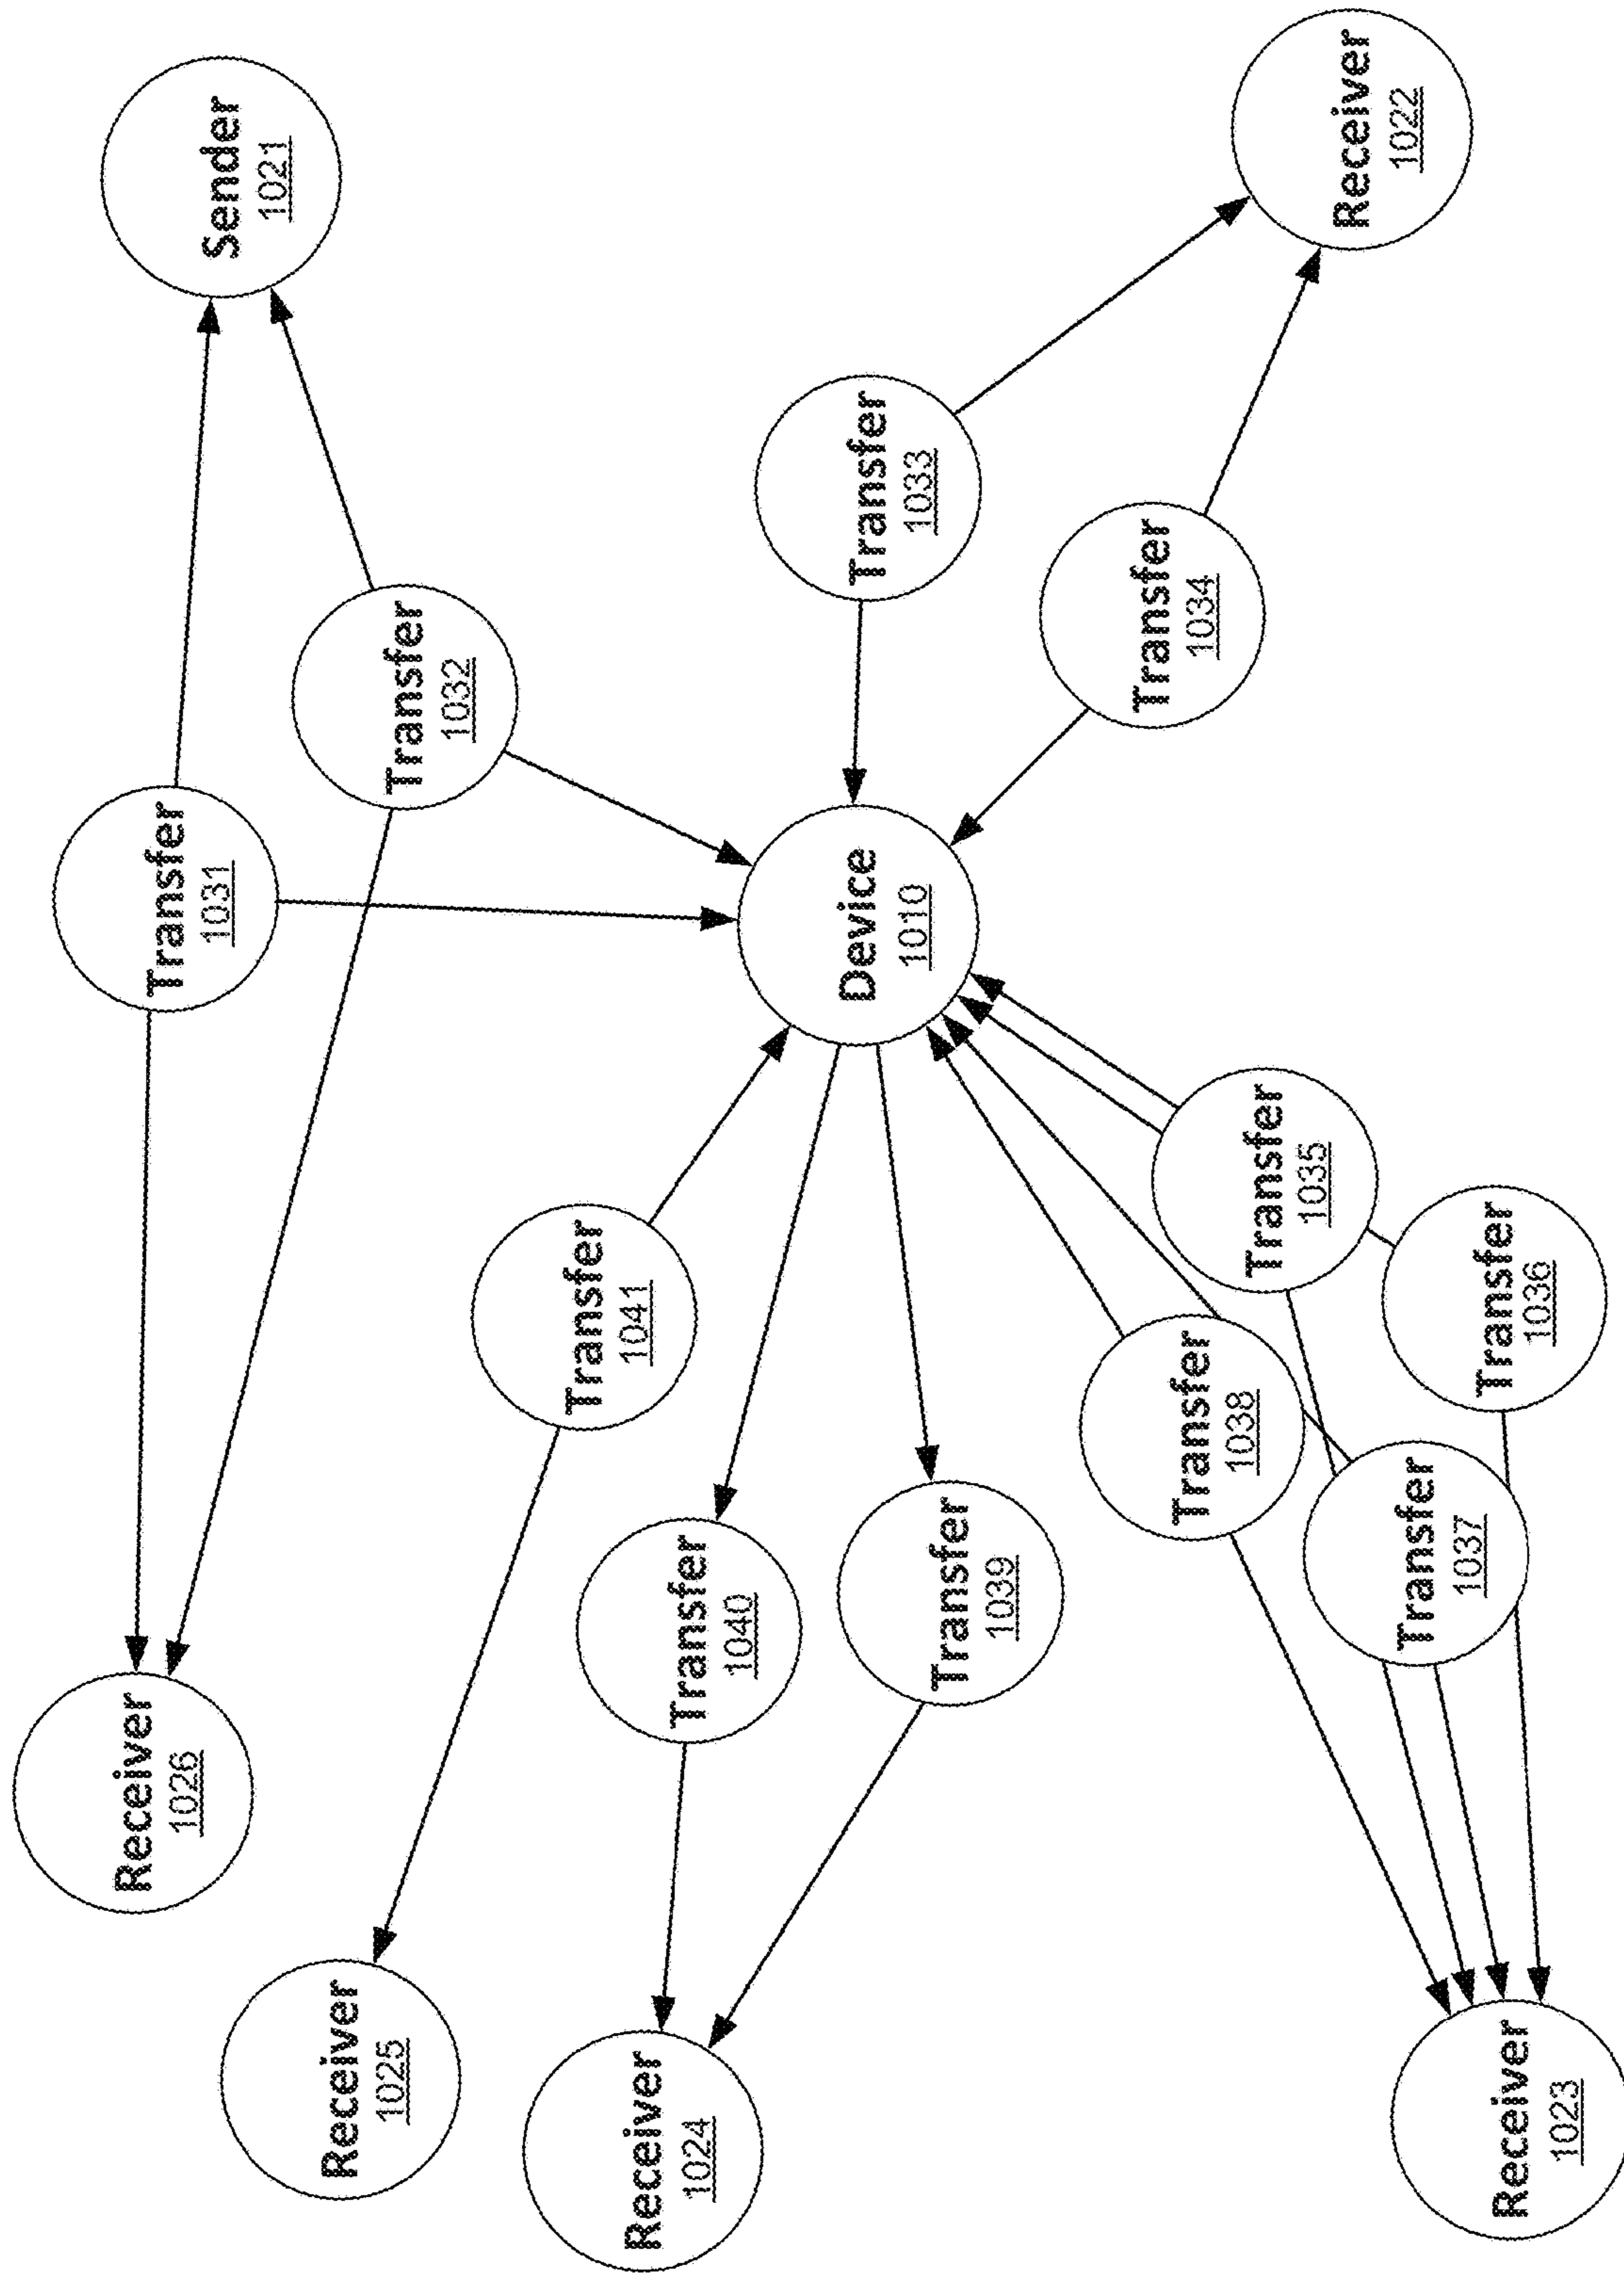 Sender
1021
Receiver
1022
Transfer
1033
Transfer
1034
Transfer
1032
Transfer
1031
Device
1010
Transfer
1035
Transfer
1036
Transfer
1041
Transfer
1038
Transfer
1037
Transfer
1040
Transfer
1039
Receiver
1026
Receiver
1025
Receiver
1024
Receiver
1023